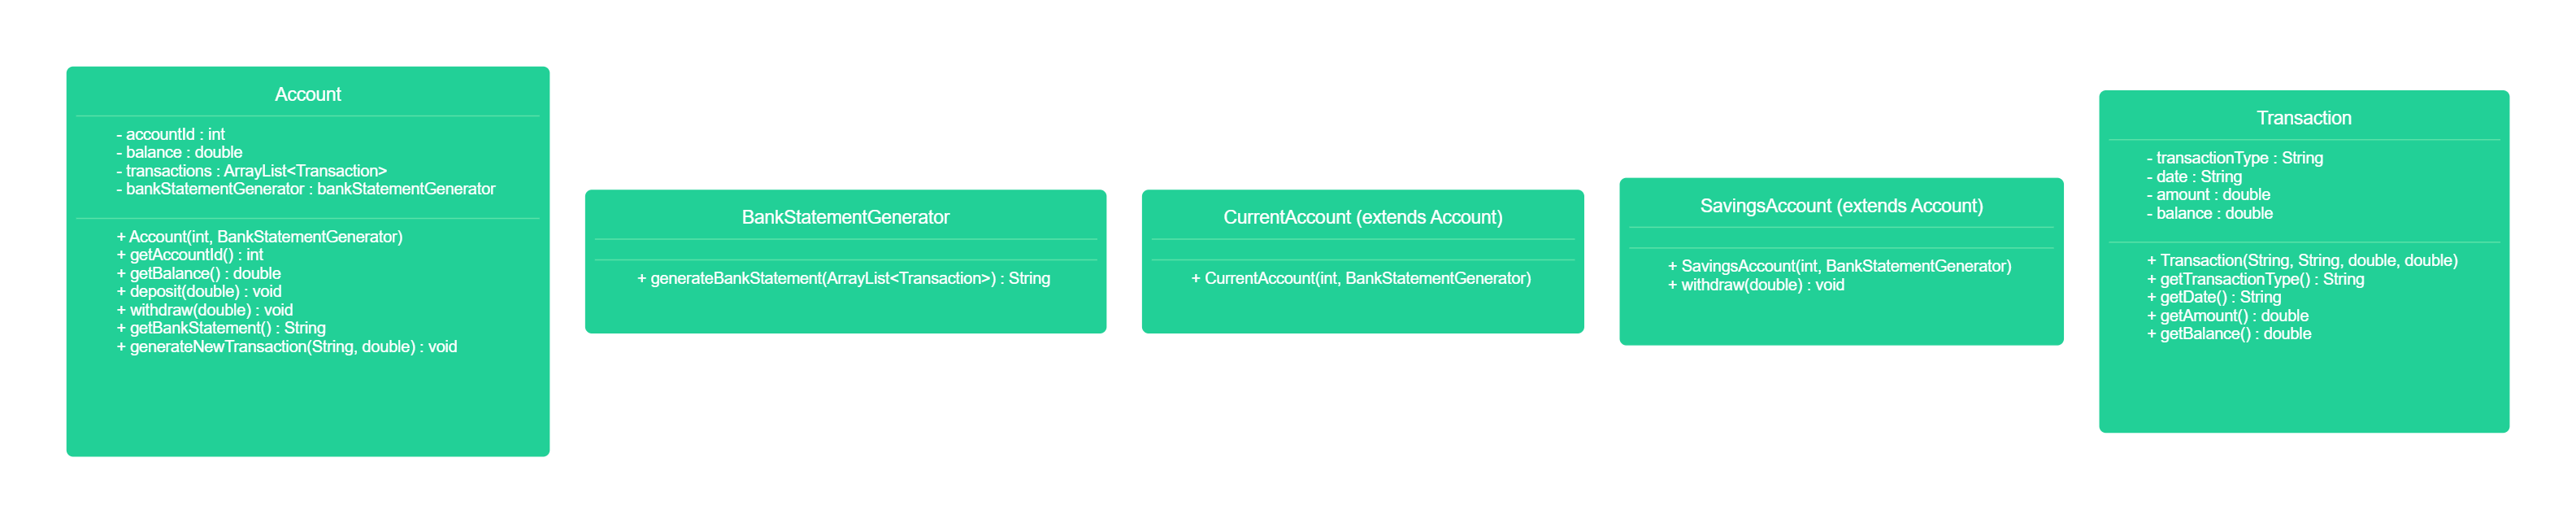 Account
- accountId : int
- balance : double
- transactions : ArrayList<Transaction>
- bankStatementGenerator : bankStatementGenerator
+ Account(int, BankStatementGenerator)
+ getAccountId() : int
+ getBalance() : double
+ deposit(double) : void
+ withdraw(double) : void
+ getBankStatement() : String
+ generateNewTransaction(String, double) : void
BankStatementGenerator
+ generateBankStatement(ArrayList<Transaction>) : String
CurrentAccount (extends Account)
+ CurrentAccount(int, BankStatementGenerator)
SavingsAccount (extends Account)
+ SavingsAccount(int, BankStatementGenerator)
+ withdraw(double) : void
Transaction
- transactionType : String
- date : String
- amount : double
- balance : double
+ Transaction(String, String, double, double)
+ getTransactionType() : String
+ getDate() : String
+ getAmount() : double
+ getBalance() : double